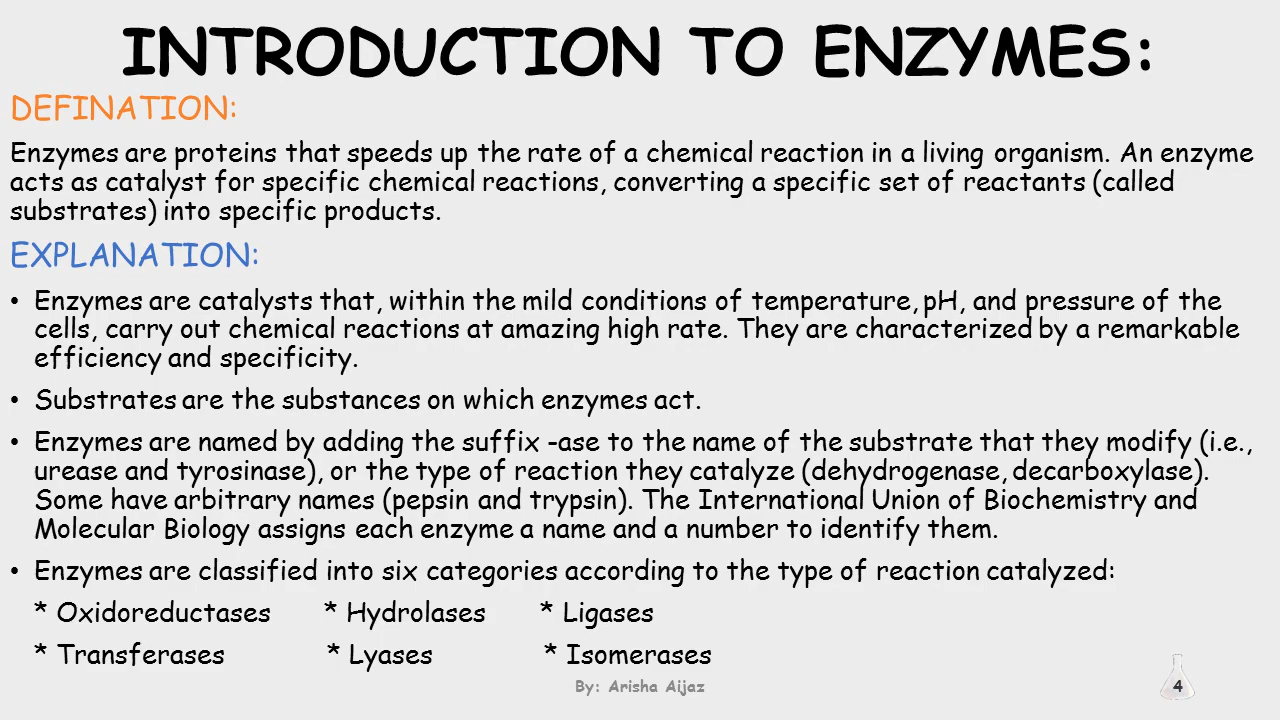 INTRODUCTION TO ENZYMES:
DEFINATION:
Enzymes are proteins that speeds up the rate of a chemical reaction in a living organism. An enzyme
acts as catalyst for specific chemical reactions, converting a specific set of reactants (called
substrates) into specific products.
EXPLANATION:
• Enzymes are catalysts that, within the mild conditions of temperature, pH, and pressure of the
cells, carry out chemical reactions at amazing high rate. They are characterized by a remarkable
efficiency and specificity.
• Substrates are the substances on which enzymes act.
• Enzymes are named by adding the suffix -ase to the name of the substrate that they modify (i.e.,
urease and tyrosinase), or the type of reaction they catalyze (dehydrogenase, decarboxylase).
Some have arbitrary names (pepsin and trypsin). The International Union of Biochemistry and
Molecular Biology assigns each enzyme a name and a number to identify them.
• Enzymes are classified into six categories according to the type of reaction catalyzed:
* Oxidoreductases * Hydrolases * Ligases
* Transferases * Lyases * Isomerases
By: Arisha Aijaz
4